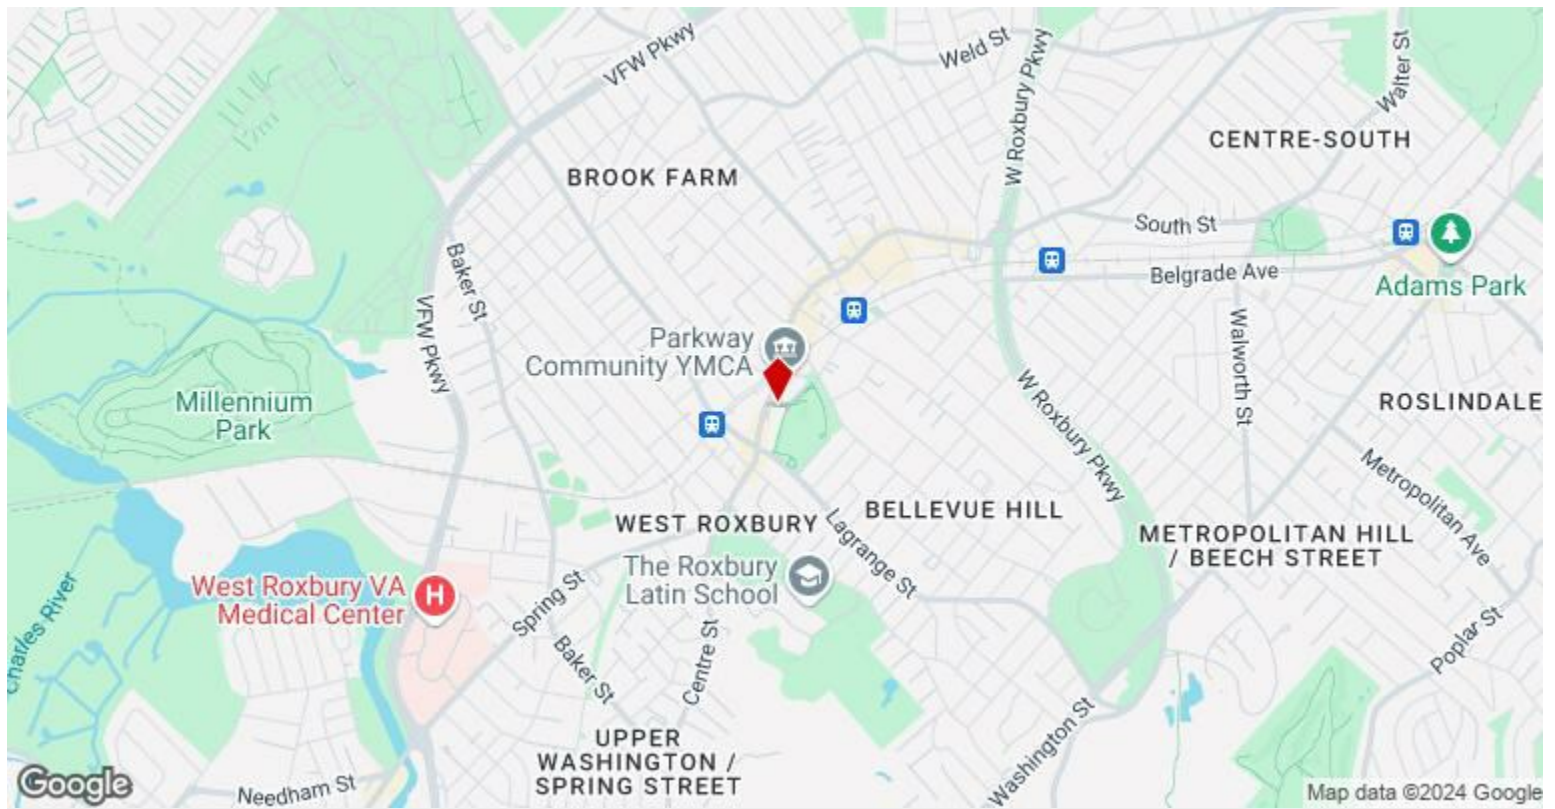 VFW Pkwy
Weld St
W Roxbury Pkwy
Walter St
CENTRE-SOUTH
BROOK FARM
South St
Baker St
Belgrade Ave
Adams Park
VFW Pkwy
Parkway
Community YMCA
Walworth St
Millennium
Park
W Roxbury Pkwy
ROSLINDALE
Metropolitan Ave
WEST ROXBURY
BELLEVUE HILL
Lagrange St
METROPOLITAN HILL
/ BEECH STREET
The Roxbury
Latin School
West Roxbury VA
Medical Center
H
Charles River
Spring St
Baker St
Centre St
Poplar St
Washington St
UPPER
WASHINGTON /
SPRING STREET
Needham St
Google
Map data ©2024 Google